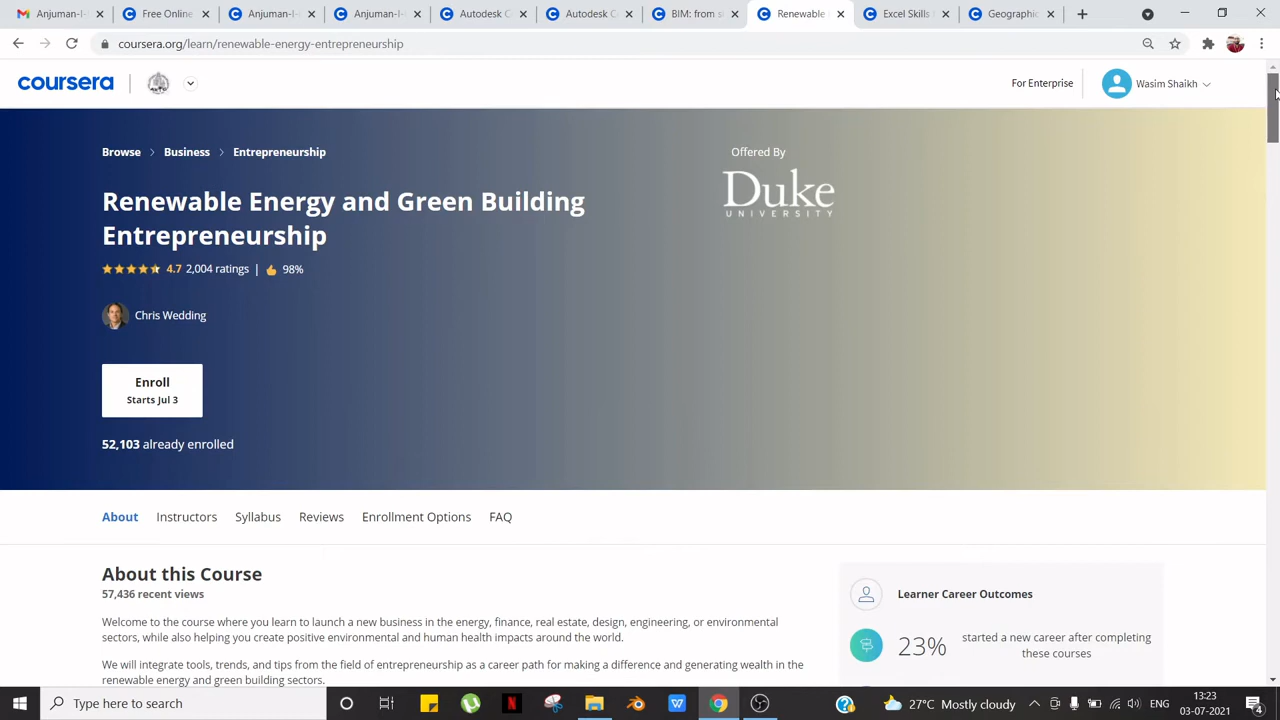 Anjuman-I-
Free Online
Anjuman-I-
Anjuman-I-
Autodesk C
Autodesk C
BIM: from s
Renewable
Excel Skills
Geographic
coursera.org/learn/renewable-energy-entrepreneurship
coursera
For Enterprise
Wasim Shaikh
Browse > Business > Entrepreneurship
Offered By
Duke
UNIVERSITY
Renewable Energy and Green Building
Entrepreneurship
4.7 2,004 ratings | 98%
Chris Wedding
Enroll
Starts Jul 3
52,103 already enrolled
About Instructors Syllabus Reviews Enrollment Options FAQ
About this Course
57,436 recent views
Welcome to the course where you learn to launch a new business in the energy, finance, real estate, design, engineering, or environmental
sectors, while also helping you create positive environmental and human health impacts around the world.
We will integrate tools, trends, and tips from the field of entrepreneurship as a career path for making a difference and generating wealth in the
renewable energy and green building sectors.
Learner Career Outcomes
23% started a new career after completing
these courses
Type here to search
27°C Mostly cloudy
ENG
13:23
03-07-2021
4